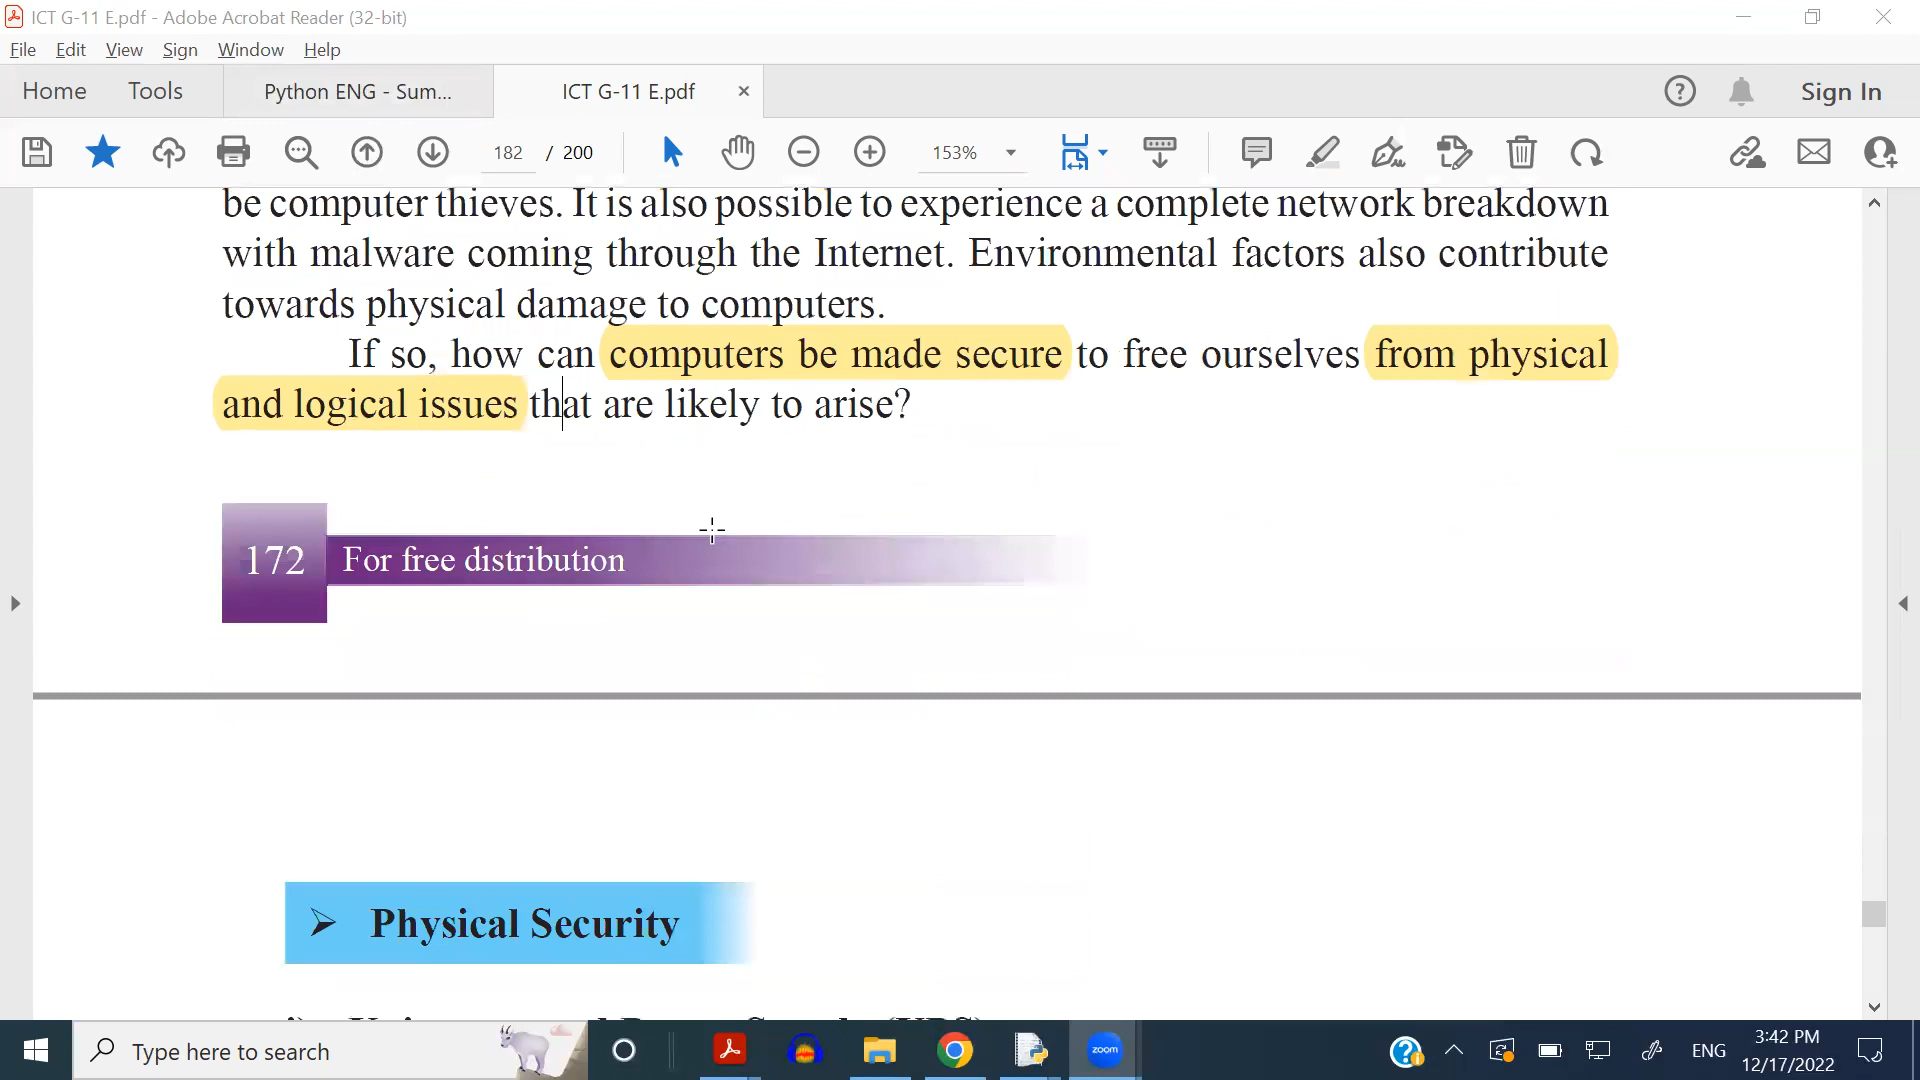 ICT G-11 E.pdf - Adobe Acrobat Reader (32-bit)
File Edit View Sign Window Help
Home Tools Python ENG - Sum... ICT G-11 E.pdf × Sign In
182 / 200 153%
be computer thieves. It is also possible to experience a complete network breakdown
with malware coming through the Internet. Environmental factors also contribute
towards physical damage to computers.
If so, how can computers be made secure to free ourselves from physical
and logical issues that are likely to arise?
172 For free distribution
➢ Physical Security
Type here to search
zoom
ENG
3:42 PM
12/17/2022